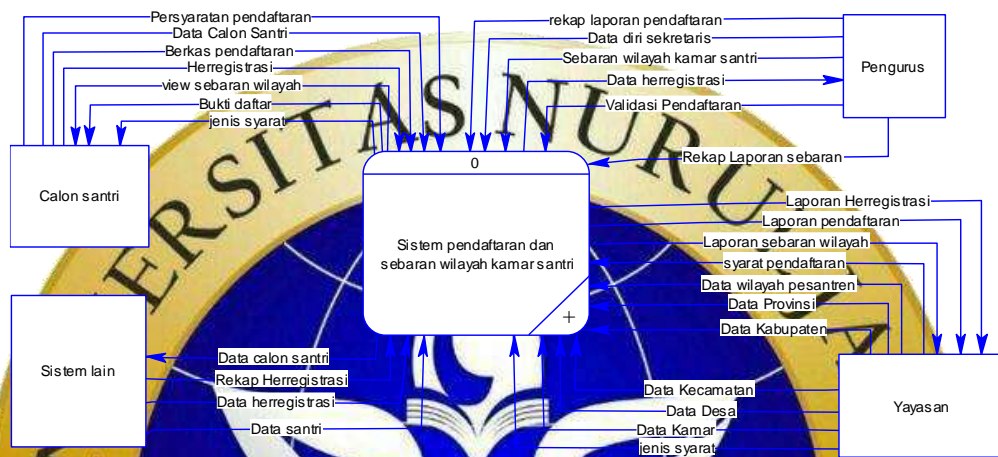 Persyaratan pendaftaran
Data Calon Santri
Berkas pendaftaran
Herregistrasi
view sebaran wilayah
Bukti daftar
jenis syarat
rekap laporan pendaftaran
Data diri sekretaris
Sebaran wilayah kamar santri
Data herregistrasi
Validasi Pendaftaran
Rekap Laporan sebaran
Pengurus
Calon santri
0
Sistem pendaftaran dan
sebaran wilayah kamar santri
+
Laporan Herregistrasi
Laporan pendaftaran
Laporan sebaran wilayah
syarat pendaftaran
Data wilayah pesantren
Data Provinsi
Data Kabupaten
Sistem lain
Data calon santri
Rekap Herregistrasi
Data herregistrasi
Data santri
Data Kecamatan
Data Desa
Data Kamar
jenis syarat
Yayasan
ERSITAS NURU